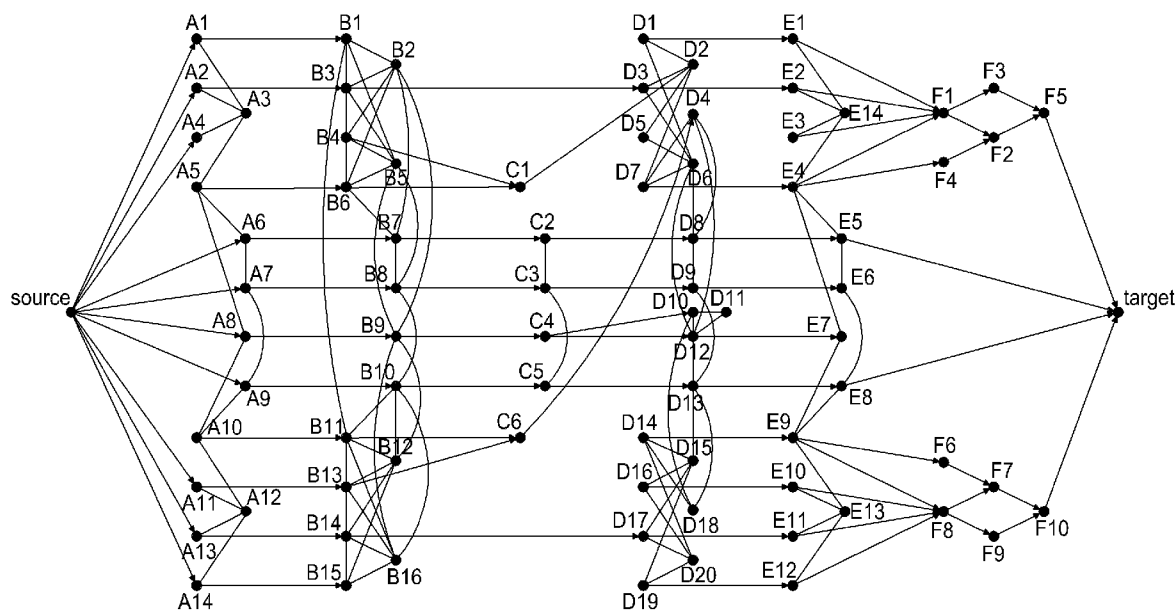 A1 B1 D1 E1
B2 D2
A2 B3 D3 E2 F3
A3 D4 F1 F5
A4 E3 E14
B4 D5 F2
A5 B5 C1 D7 D6 E4 F4
B6
A6 B7 C2 D8 E5
A7 B8 C3 D9 E6
source D10 D11 target
A8 B9 C4 E7
D12
A9 B10 C5 D13 E8
A10 B11 C6 D14 E9
B12 D15 F6
B13 D16 E10 F7
A11 A12
B14 D17 D18 E11 E13 F8 F10
A13 F9
B15 B16 D20 E12
A14 D19